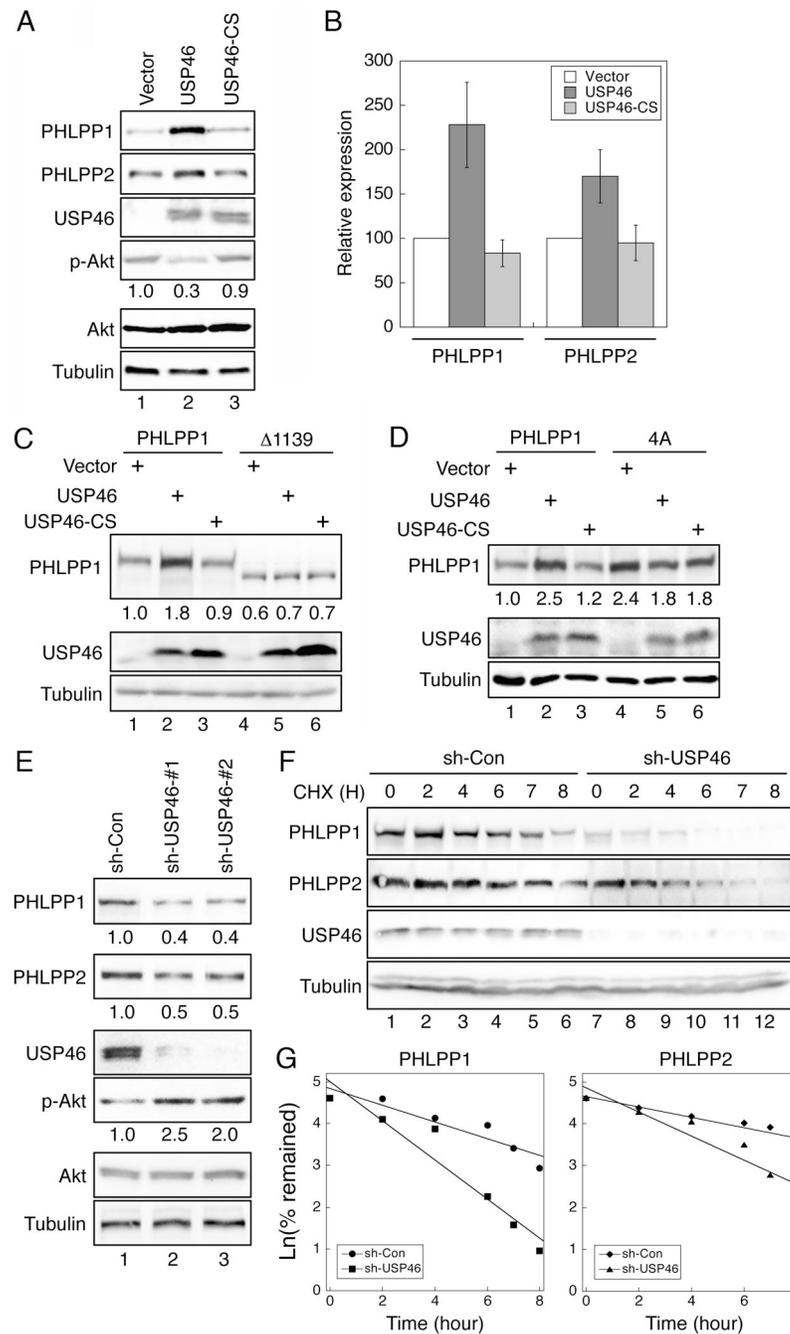 A
Vector
USP46
USP46-CS
PHLPP1
PHLPP2
USP46
p-Akt
1.0 0.3 0.9
Akt
Tubulin
1 2 3
B
300
250
200
150
100
50
0
Relative expression
Vector
USP46
USP46-CS
PHLPP1 PHLPP2
C
PHLPP1 Δ1139
Vector + +
USP46 + +
USP46-CS + +
PHLPP1
1.0 1.8 0.9 0.6 0.7 0.7
USP46
Tubulin
1 2 3 4 5 6
D
PHLPP1 4A
Vector + +
USP46 + +
USP46-CS + +
PHLPP1
1.0 2.5 1.2 2.4 1.8 1.8
USP46
Tubulin
1 2 3 4 5 6
E
sh-Con
sh-USP46-#1
sh-USP46-#2
PHLPP1
1.0 0.4 0.4
PHLPP2
1.0 0.5 0.5
USP46
p-Akt
1.0 2.5 2.0
Akt
Tubulin
1 2 3
F
sh-Con sh-USP46
CHX (H) 0 2 4 6 7 8 0 2 4 6 7 8
PHLPP1
PHLPP2
USP46
Tubulin
1 2 3 4 5 6 7 8 9 10 11 12
G
PHLPP1
5
4
3
2
1
0
Ln(% remained)
sh-Con
sh-USP46
0 2 4 6 8
Time (hour)
PHLPP2
5
4
3
2
1
0
sh-Con
sh-USP46
0 2 4 6
Time (hour)